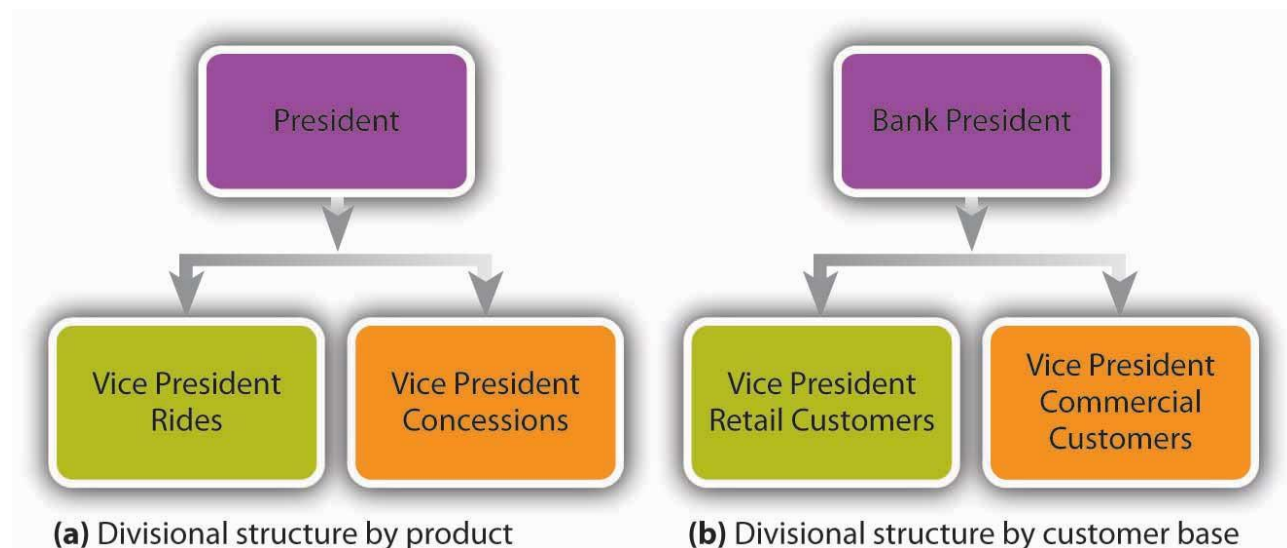 President
Vice President
Rides
Vice President
Concessions
(a) Divisional structure by product
Bank President
Vice President
Retail Customers
Vice President
Commercial
Customers
(b) Divisional structure by customer base